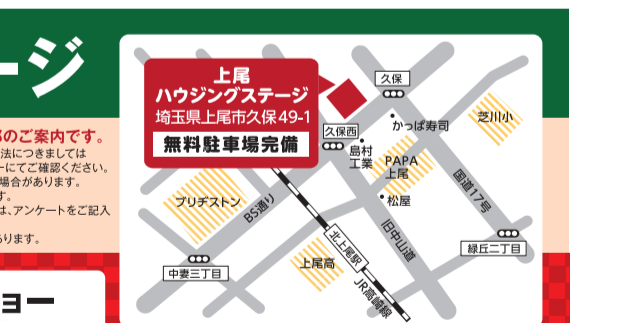 ージ
のご案内です。
法につきましては
ーにてご確認ください。
場合があります。
す。
は、アンケートをご記入
ります。
ョー
上尾
ハウジングステージ
埼玉県上尾市久保49-1
無料駐車場完備
久保
久保西
かっぱ寿司
芝川小
島村
工業
PAPA
上尾
松屋
国道17号
ブリヂストン
BS通り
旧中山道
緑丘二丁目
北上尾駅
上尾高
中妻三丁目
JR高崎線